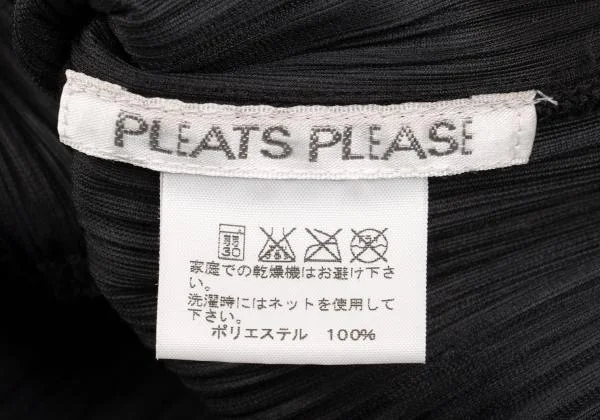 PLEATS PLEASE
弱 30
家庭での乾燥機はお避け下さ
い。
洗濯時にはネットを使用して
下さい。
ポリエステル 100%